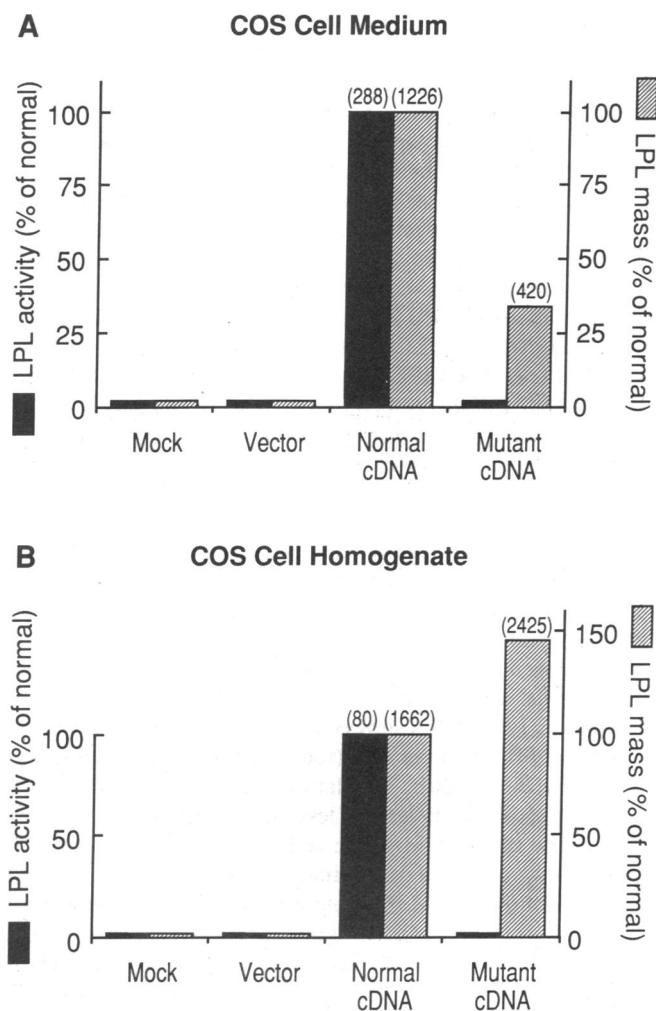 A
COS Cell Medium
LPL activity (% of normal)
100
75
50
25
0
(288) (1226)
(420)
100
75
50
25
0
LPL mass (% of normal)
Mock
Vector
Normal
cDNA
Mutant
cDNA
B
COS Cell Homogenate
LPL activity (% of normal)
100
50
0
(80) (1662)
(2425)
150
100
50
0
LPL mass (% of normal)
Mock
Vector
Normal
cDNA
Mutant
cDNA